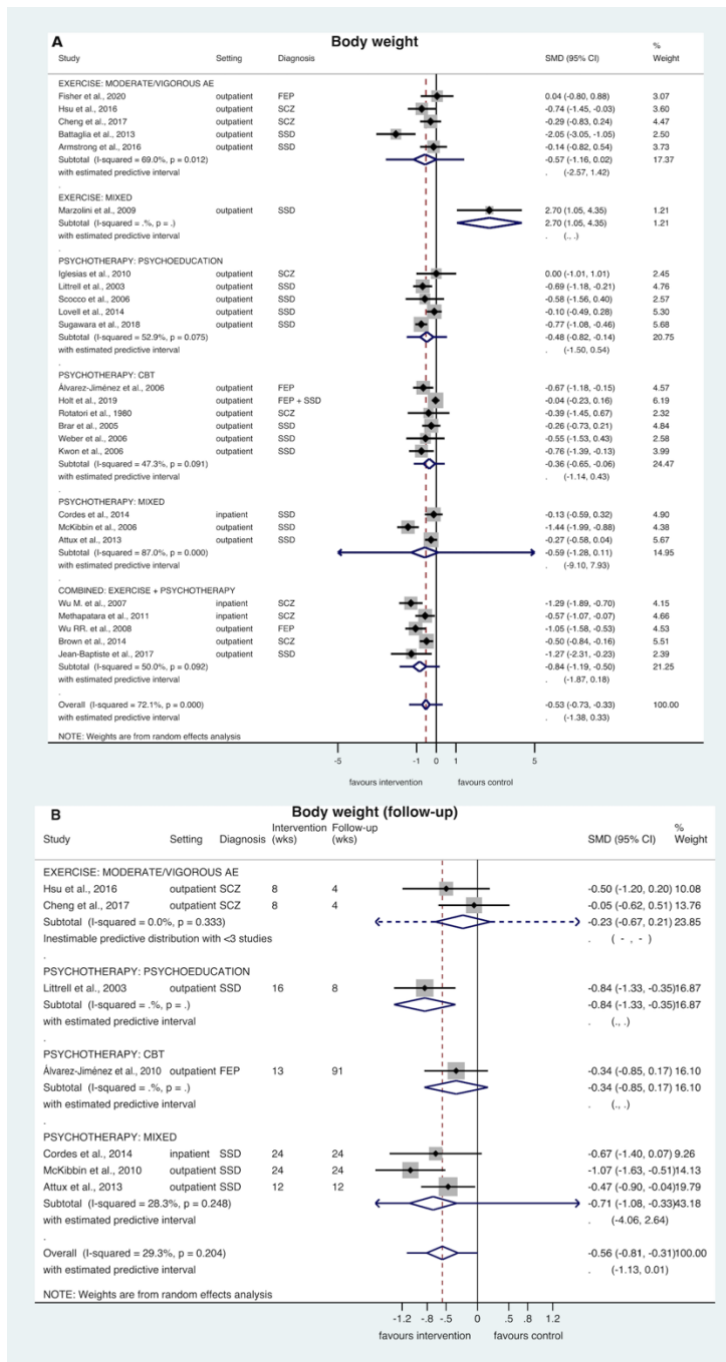 A
Body weight
%
Study Setting Diagnosis SMD (95% CI) Weight
EXERCISE: MODERATE/VIGOROUS AE
Fisher et al., 2020 outpatient FEP 0.04 (-0.80, 0.88) 3.07
Hsu et al., 2016 outpatient SCZ -0.74 (-1.45, -0.03) 3.60
Cheng et al., 2017 outpatient SCZ -0.29 (-0.83, 0.24) 4.47
Battaglia et al., 2013 outpatient SSD -2.05 (-3.05, -1.05) 2.50
Armstrong et al., 2016 outpatient SSD -0.14 (-0.82, 0.54) 3.73
Subtotal (I-squared = 69.0%, p = 0.012) -0.57 (-1.16, 0.02) 17.37
with estimated predictive interval . (-2.57, 1.42)
.
EXERCISE: MIXED
Marzolini et al., 2009 outpatient SSD 2.70 (1.05, 4.35) 1.21
Subtotal (I-squared = .%, p = .) 2.70 (1.05, 4.35) 1.21
with estimated predictive interval . (., .)
.
PSYCHOTHERAPY: PSYCHOEDUCATION
Iglesias et al., 2010 outpatient SCZ 0.00 (-1.01, 1.01) 2.45
Littrell et al., 2003 outpatient SSD -0.69 (-1.18, -0.21) 4.76
Scocco et al., 2006 outpatient SSD -0.58 (-1.56, 0.40) 2.57
Lovell et al., 2014 outpatient SSD -0.10 (-0.49, 0.28) 5.30
Sugawara et al., 2018 outpatient SSD -0.77 (-1.08, -0.46) 5.68
Subtotal (I-squared = 52.9%, p = 0.075) -0.48 (-0.82, -0.14) 20.75
with estimated predictive interval . (-1.50, 0.54)
.
PSYCHOTHERAPY: CBT
Álvarez-Jiménez et al., 2006 outpatient FEP -0.67 (-1.18, -0.15) 4.57
Holt et al., 2019 outpatient FEP + SSD -0.04 (-0.23, 0.16) 6.19
Rotatori et al., 1980 outpatient SCZ -0.39 (-1.45, 0.67) 2.32
Brar et al., 2005 outpatient SSD -0.26 (-0.73, 0.21) 4.84
Weber et al., 2006 outpatient SSD -0.55 (-1.53, 0.43) 2.58
Kwon et al., 2006 outpatient SSD -0.76 (-1.39, -0.13) 3.99
Subtotal (I-squared = 47.3%, p = 0.091) -0.36 (-0.65, -0.06) 24.47
with estimated predictive interval . (-1.14, 0.43)
.
PSYCHOTHERAPY: MIXED
Cordes et al., 2014 inpatient SSD -0.13 (-0.59, 0.32) 4.90
McKibbin et al., 2006 outpatient SSD -1.44 (-1.99, -0.88) 4.38
Attux et al., 2013 outpatient SSD -0.27 (-0.58, 0.04) 5.67
Subtotal (I-squared = 87.0%, p = 0.000) -0.59 (-1.28, 0.11) 14.95
with estimated predictive interval . (-9.10, 7.93)
.
COMBINED: EXERCISE + PSYCHOTHERAPY
Wu M. et al., 2007 inpatient SCZ -1.29 (-1.89, -0.70) 4.15
Methapatara et al., 2011 inpatient SCZ -0.57 (-1.07, -0.07) 4.66
Wu RR. et al., 2008 outpatient FEP -1.05 (-1.58, -0.53) 4.53
Brown et al., 2014 outpatient SCZ -0.50 (-0.84, -0.16) 5.51
Jean-Baptiste et al., 2017 outpatient SSD -1.27 (-2.31, -0.23) 2.39
Subtotal (I-squared = 50.0%, p = 0.092) -0.84 (-1.19, -0.50) 21.25
with estimated predictive interval . (-1.87, 0.18)
.
Overall (I-squared = 72.1%, p = 0.000) -0.53 (-0.73, -0.33) 100.00
with estimated predictive interval . (-1.38, 0.33)
NOTE: Weights are from random effects analysis
-5 -1 0 1 5
favours intervention favours control
B
Body weight (follow-up)
Intervention Follow-up %
Study Setting Diagnosis (wks) (wks) SMD (95% CI) Weight
EXERCISE: MODERATE/VIGOROUS AE
Hsu et al., 2016 outpatient SCZ 8 4 -0.50 (-1.20, 0.20) 10.08
Cheng et al., 2017 outpatient SCZ 8 4 -0.05 (-0.62, 0.51) 13.76
Subtotal (I-squared = 0.0%, p = 0.333) -0.23 (-0.67, 0.21) 23.85
Inestimable predictive distribution with <3 studies . ( - , - )
.
PSYCHOTHERAPY: PSYCHOEDUCATION
Littrell et al., 2003 outpatient SSD 16 8 -0.84 (-1.33, -0.35)16.87
Subtotal (I-squared = .%, p = .) -0.84 (-1.33, -0.35)16.87
with estimated predictive interval . (., .)
.
PSYCHOTHERAPY: CBT
Álvarez-Jiménez et al., 2010 outpatient FEP 13 91 -0.34 (-0.85, 0.17) 16.10
Subtotal (I-squared = .%, p = .) -0.34 (-0.85, 0.17) 16.10
with estimated predictive interval . (., .)
.
PSYCHOTHERAPY: MIXED
Cordes et al., 2014 inpatient SSD 24 24 -0.67 (-1.40, 0.07) 9.26
McKibbin et al., 2010 outpatient SSD 24 24 -1.07 (-1.63, -0.51)14.13
Attux et al., 2013 outpatient SSD 12 12 -0.47 (-0.90, -0.04)19.79
Subtotal (I-squared = 28.3%, p = 0.248) -0.71 (-1.08, -0.33)43.18
with estimated predictive interval . (-4.06, 2.64)
.
Overall (I-squared = 29.3%, p = 0.204) -0.56 (-0.81, -0.31)100.00
with estimated predictive interval . (-1.13, 0.01)
NOTE: Weights are from random effects analysis
-1.2 -.8 -.5 0 .5 .8 1.2
favours intervention favours control